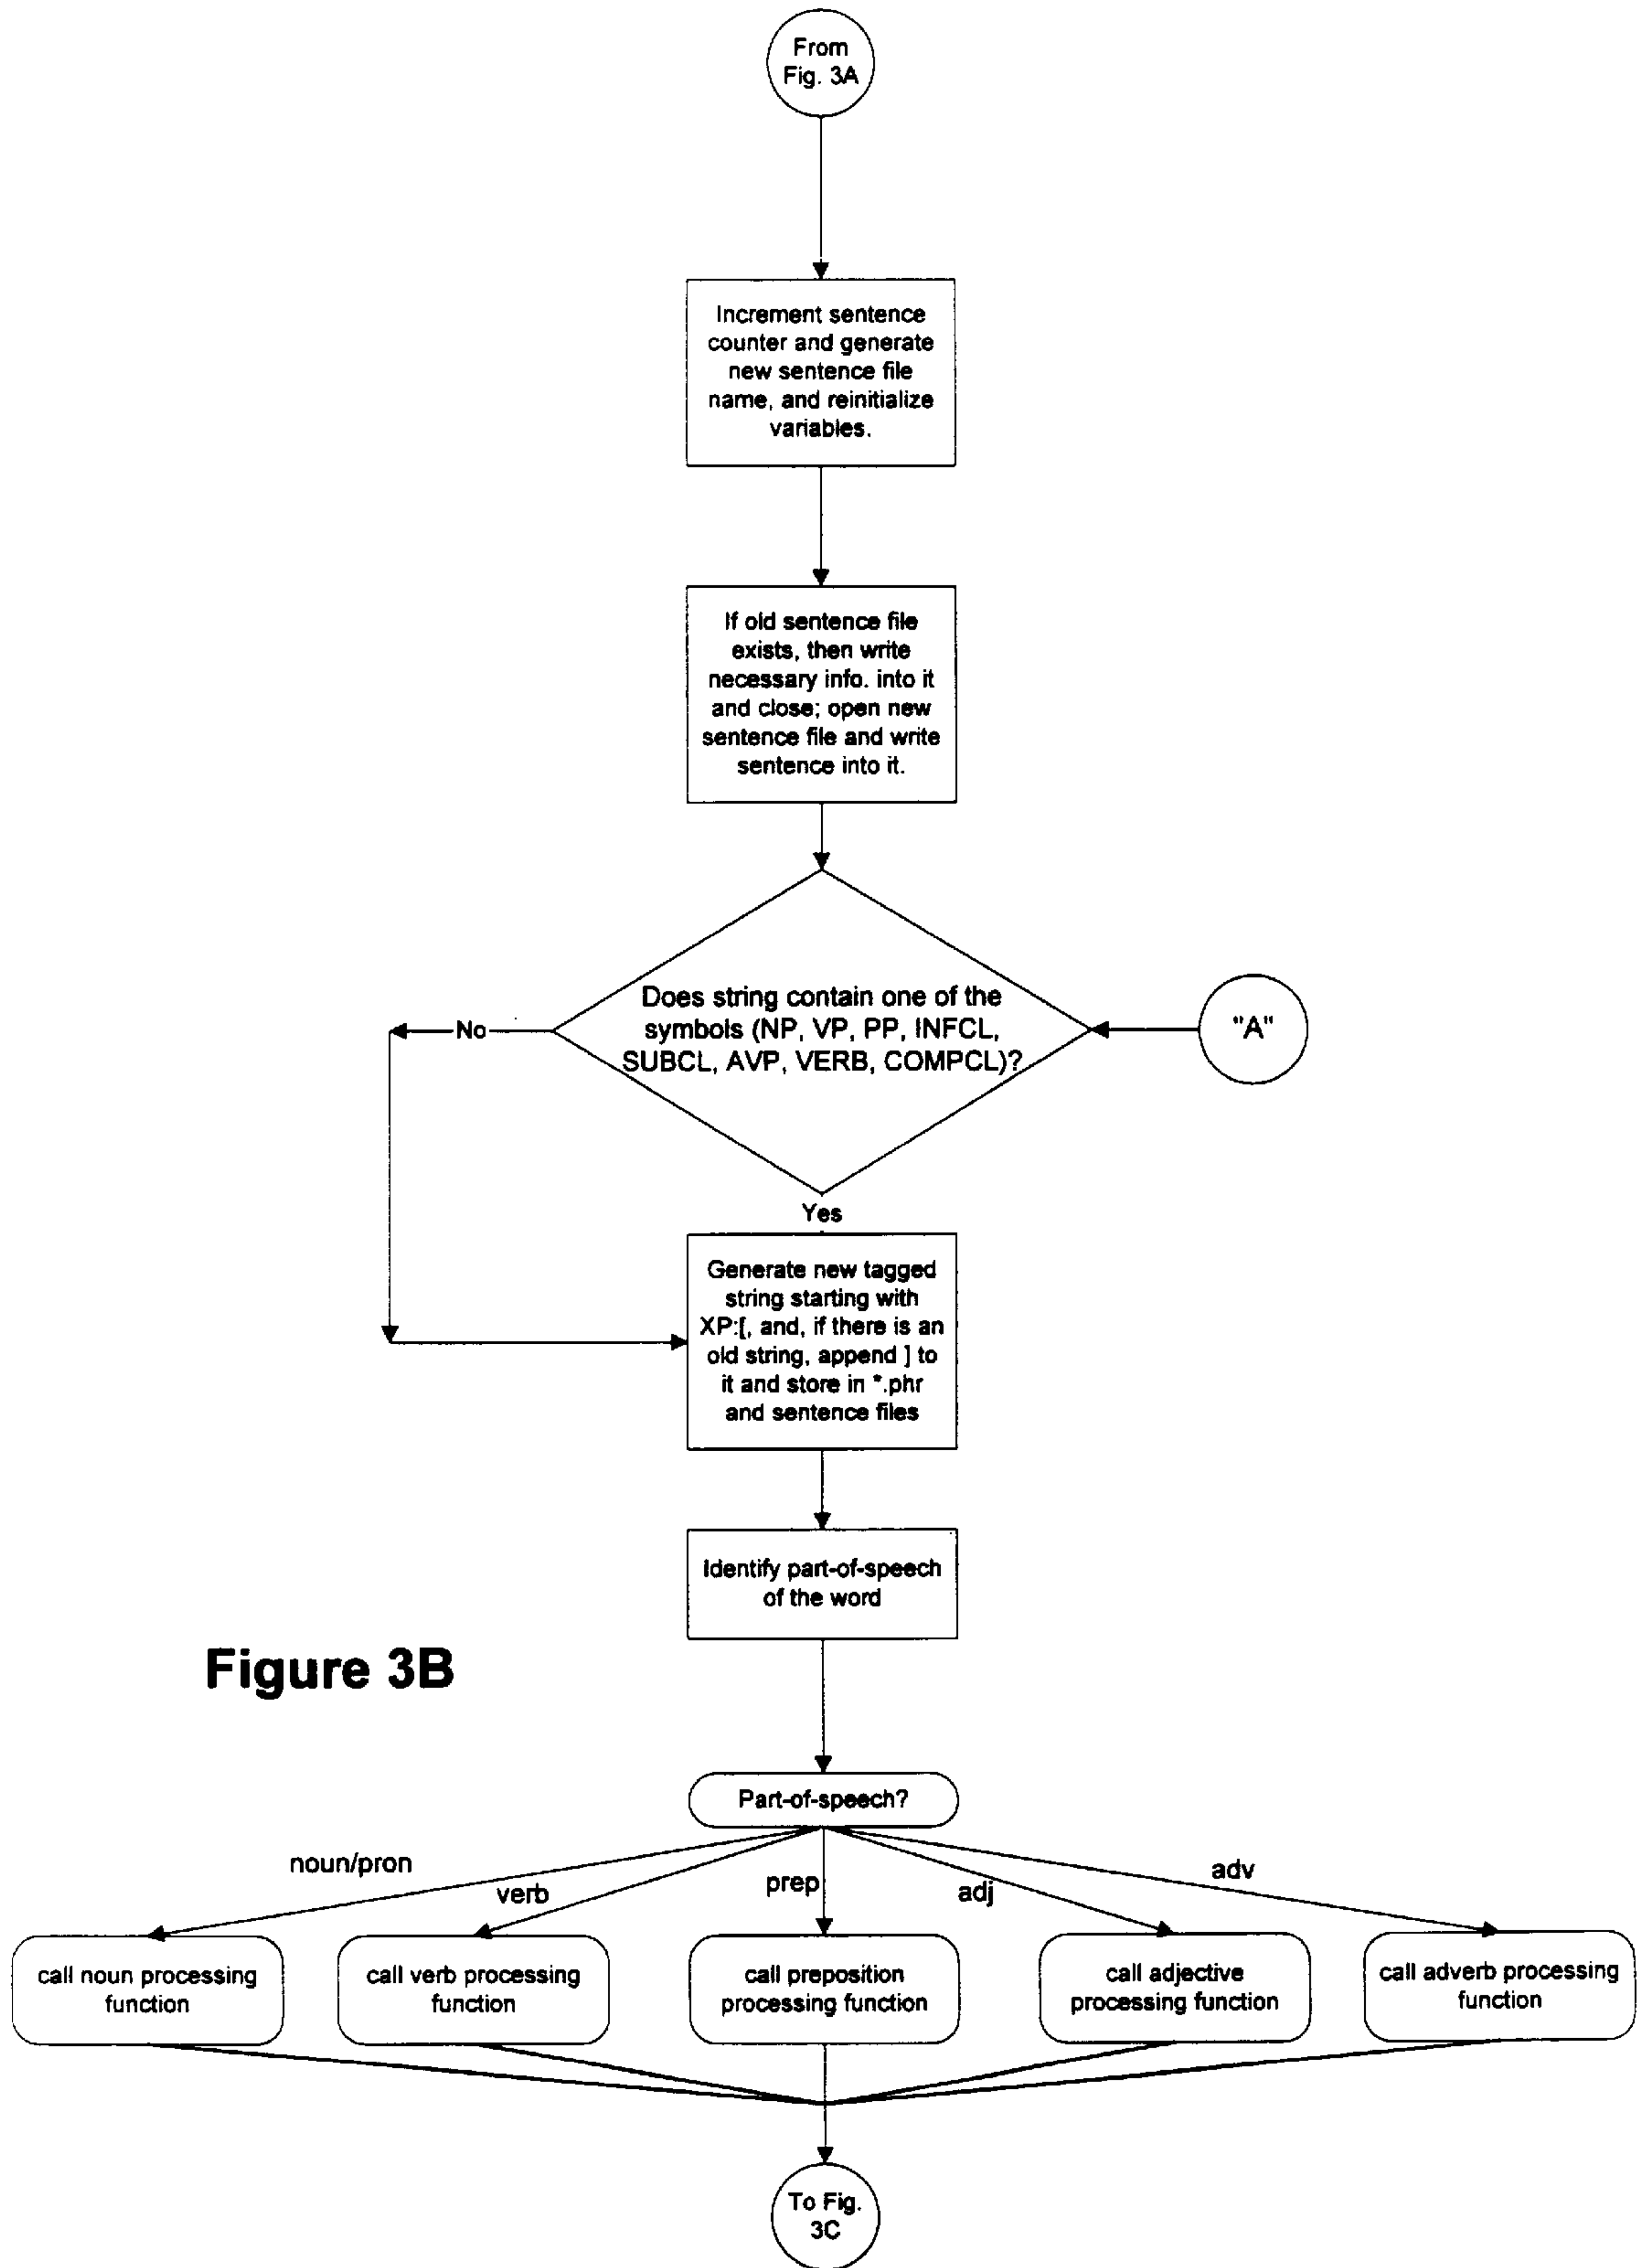 From
Fig. 3A
Increment sentence
counter and generate
new sentence file
name, and reinitialize
variables.
If old sentence file
exists, then write
necessary info. into it
and close; open new
sentence file and write
sentence into it.
Does string contain one of the
symbols (NP, VP, PP, INFCL,
SUBCL, AVP, VERB, COMPCL)?
No
"A"
Yes
Generate new tagged
string starting with
XP:[, and, if there is an
old string, append ] to
it and store in *.phr
and sentence files
Identify part-of-speech
of the word
Figure 3B
Part-of-speech?
noun/pron
verb
prep
adj
adv
call noun processing
function
call verb processing
function
call preposition
processing function
call adjective
processing function
call adverb processing
function
To Fig.
3C